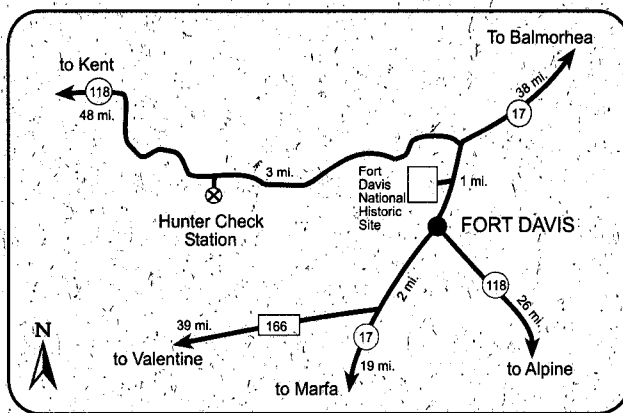 To Balmorhea
to Kent
118
48 mi.
38 mi.
17
3 mi.
Fort
Davis
National
Historic
Site
1 mi.
Hunter Check
Station
FORT DAVIS
2 mi.
118
26 mi.
39 mi.
166
17
to Valentine
19 mi.
to Marfa
to Alpine
N